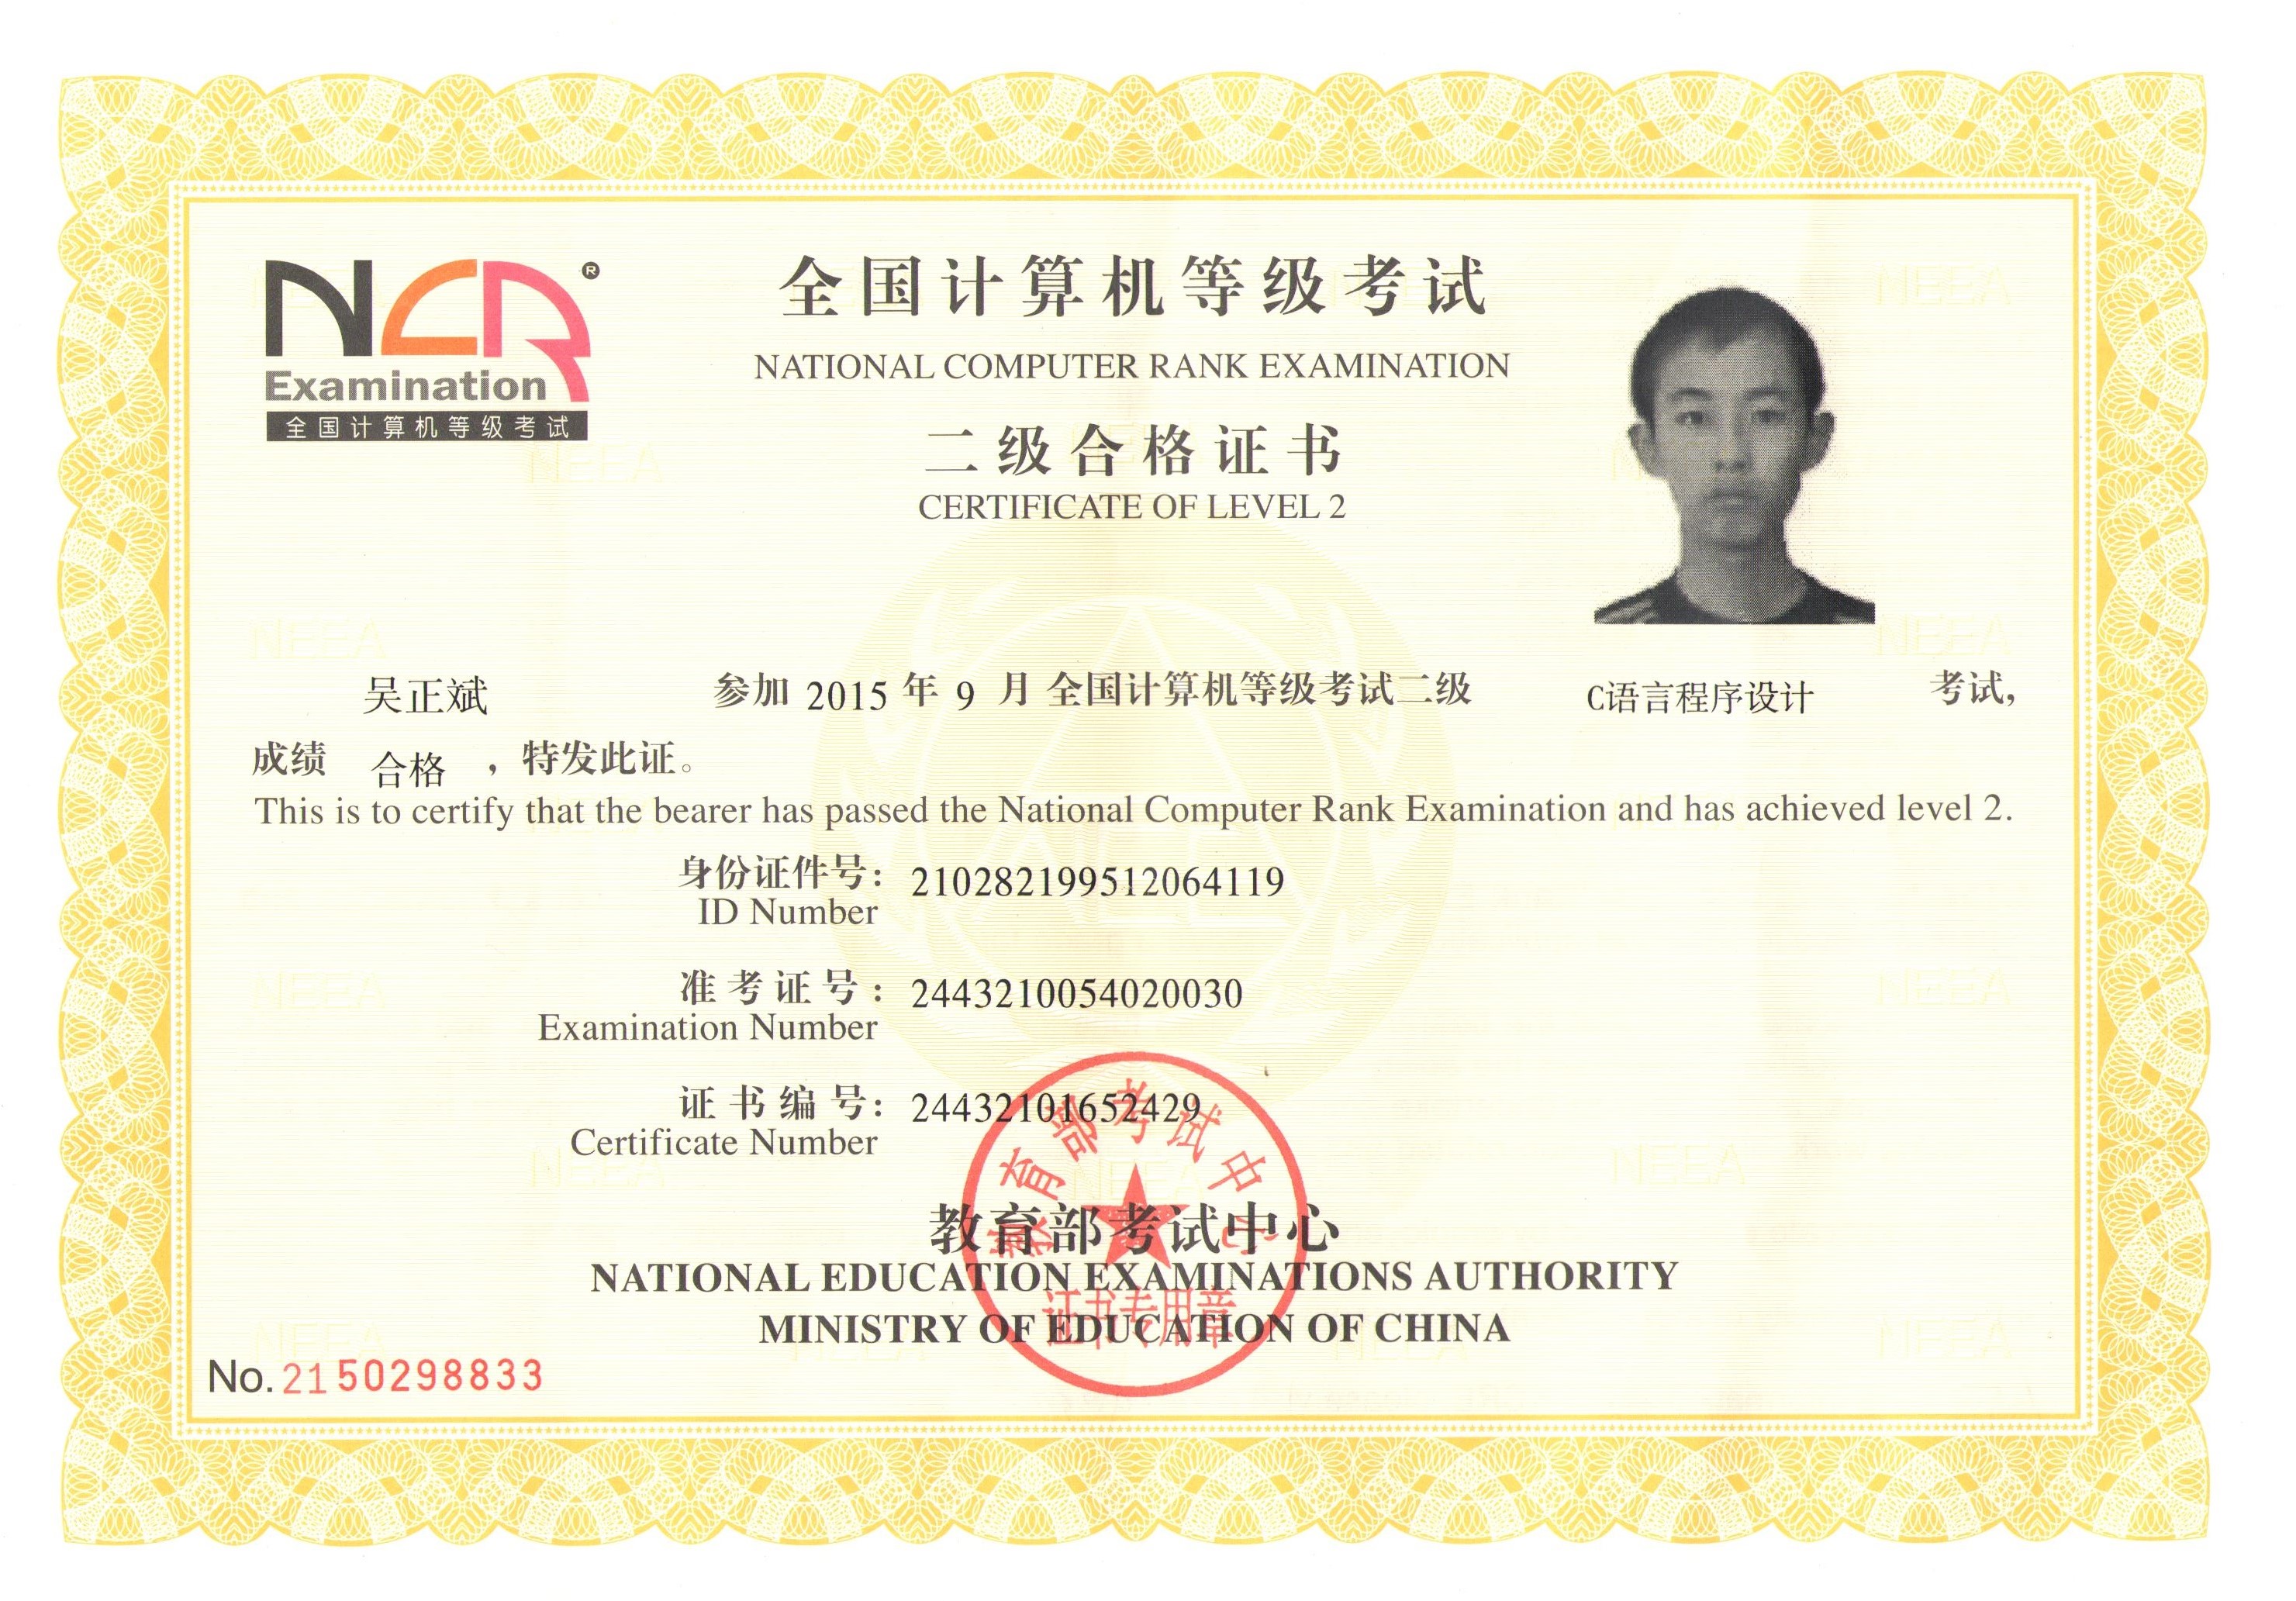 NCR®
Examination
全国计算机等级考试
全国计算机等级考试
NATIONAL COMPUTER RANK EXAMINATION
二级合格证书
CERTIFICATE OF LEVEL 2
吴正斌 参加 2015 年 9 月 全国计算机等级考试二级 C语言程序设计 考试,
成绩 合格 ，特发此证。
This is to certify that the bearer has passed the National Computer Rank Examination and has achieved level 2.
身份证件号: 210282199512064119
ID Number
准考证号: 2443210054020030
Examination Number
证书编号: 24432101652429
Certificate Number
教育部考试中心
教育部考试中心
NATIONAL EDUCATION EXAMINATIONS AUTHORITY
证书专用章
MINISTRY OF EDUCATION OF CHINA
No. 2150298833
NEEA